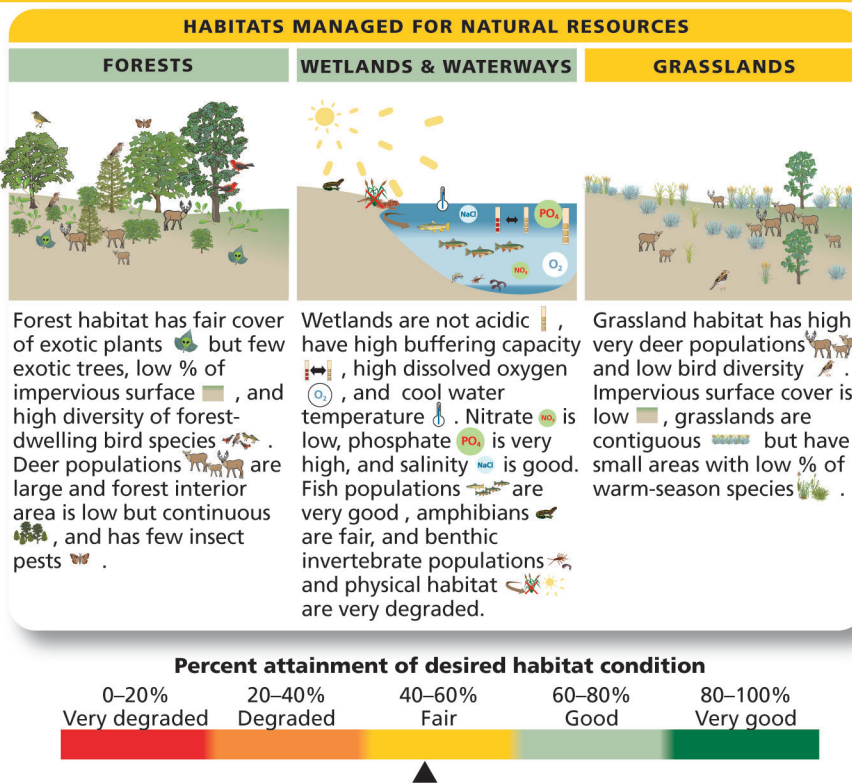 HABITATS MANAGED FOR NATURAL RESOURCES
FORESTS
WETLANDS & WATERWAYS
GRASSLANDS
NaCl
PO₄
NO₃
O₂
Forest habitat has fair cover
of exotic plants but few
exotic trees, low % of
impervious surface , and
high diversity of forest-
dwelling bird species .
Deer populations are
large and forest interior
area is low but continuous
, and has few insect
pests .
Wetlands are not acidic ,
have high buffering capacity
, high dissolved oxygen
O₂ , and cool water
temperature . Nitrate NO₃ is
low, phosphate PO₄ is very
high, and salinity NaCl is good.
Fish populations are
very good , amphibians
are fair, and benthic
invertebrate populations
and physical habitat
are very degraded.
Grassland habitat has high
very deer populations
and low bird diversity .
Impervious surface cover is
low , grasslands are
contiguous but have
small areas with low % of
warm-season species .
Percent attainment of desired habitat condition
0–20% 20–40% 40–60% 60–80% 80–100%
Very degraded Degraded Fair Good Very good